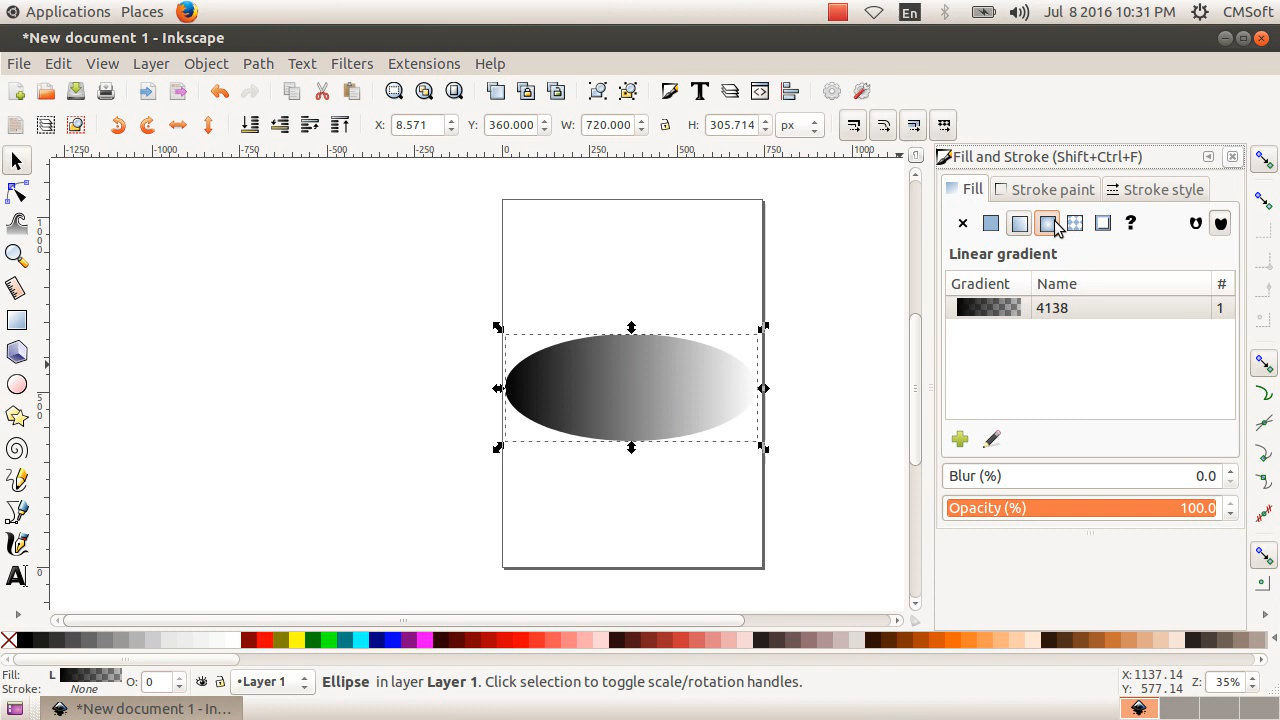 Applications Places En Jul 8 2016 10:31 PM CMSoft
*New document 1 - Inkscape
File Edit View Layer Object Path Text Filters Extensions Help
X: 8.571 Y: 360.000 W: 720.000 H: 305.714 px
-1250 -1000 -750 -500 -250 0 250 500 750 1000
Fill and Stroke (Shift+Ctrl+F)
Fill Stroke paint Stroke style
Linear gradient
Gradient Name #
4138 1
1000
500
0
Blur (%) 0.0
Opacity (%) 100.0
Fill: L O: 0 Layer 1 Ellipse in layer Layer 1. Click selection to toggle scale/rotation handles. X: 1137.14 Z: 35%
Stroke: None Y: 577.14
*New document 1 - In...